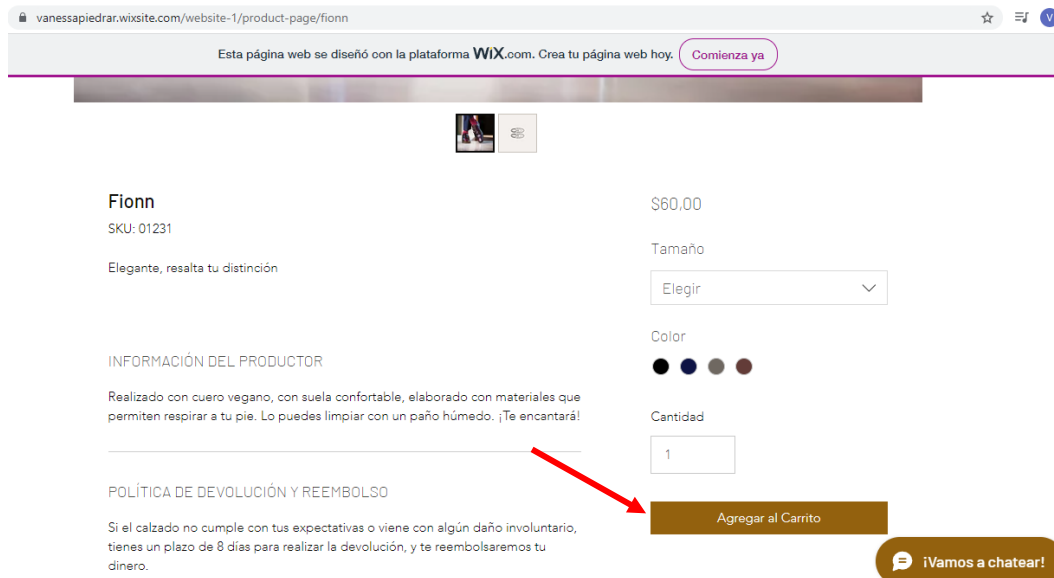 vanessapiedrar.wixsite.com/website-1/product-page/fionn
V
Esta página web se diseñó con la plataforma WiX.com. Crea tu página web hoy.
Comienza ya
Fionn
SKU: 01231
Elegante, resalta tu distinción
INFORMACIÓN DEL PRODUCTOR
Realizado con cuero vegano, con suela confortable, elaborado con materiales que
permiten respirar a tu pie. Lo puedes limpiar con un paño húmedo. ¡Te encantará!
POLÍTICA DE DEVOLUCIÓN Y REEMBOLSO
Si el calzado no cumple con tus expectativas o viene con algún daño involuntario,
tienes un plazo de 8 días para realizar la devolución, y te reembolsaremos tu
dinero.
$60,00
Tamaño
Elegir
Color
Cantidad
1
Agregar al Carrito
¡Vamos a chatear!